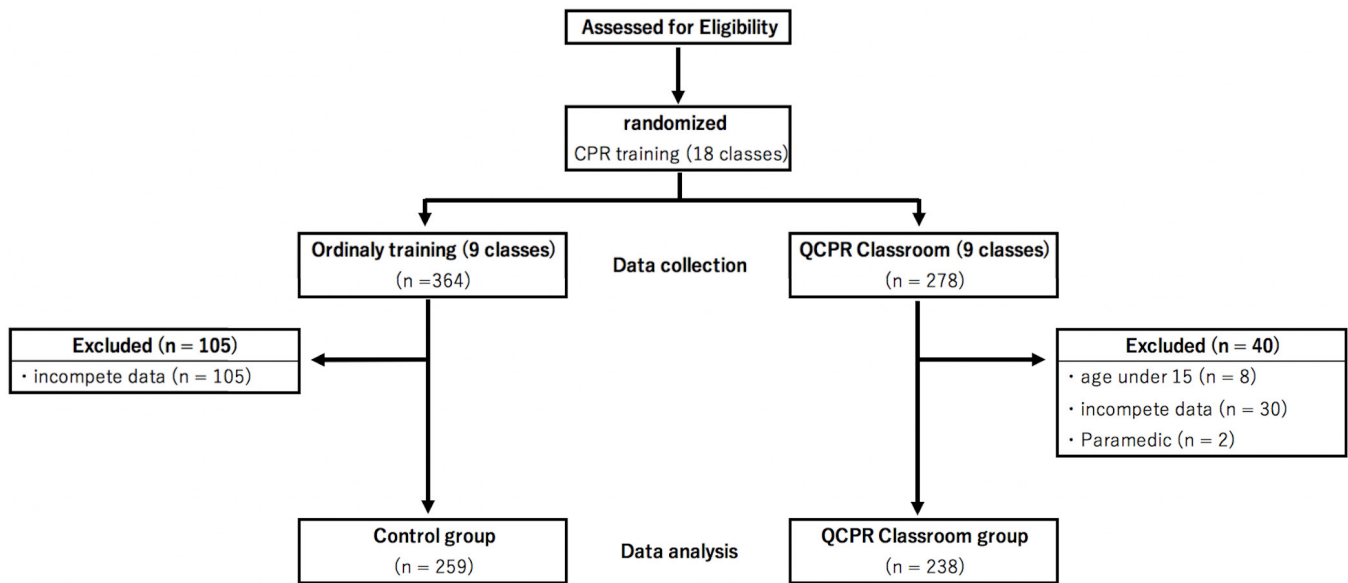 Assessed for Eligibility
randomized
CPR training (18 classes)
Ordinaly training (9 classes)
(n =364)
Data collection
QCPR Classroom (9 classes)
(n = 278)
Excluded (n = 105)
・incompete data (n = 105)
Excluded (n = 40)
・age under 15 (n = 8)
・incompete data (n = 30)
・Paramedic (n = 2)
Control group
(n = 259)
Data analysis
QCPR Classroom group
(n = 238)